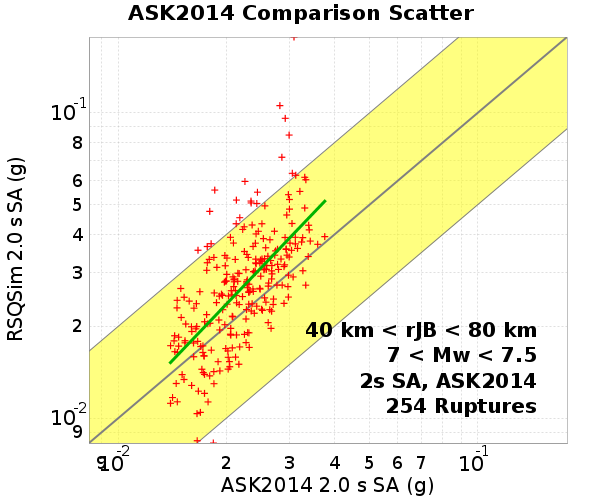 ASK2014 Comparison Scatter
RSQSim 2.0 s SA (g)
10-1
8
6
5
4
3
2
10-2
9
40 km < rJB < 80 km
7 < Mw < 7.5
2s SA, ASK2014
254 Ruptures
9 10-2 2 3 4 5 6 7 10-1
ASK2014 2.0 s SA (g)